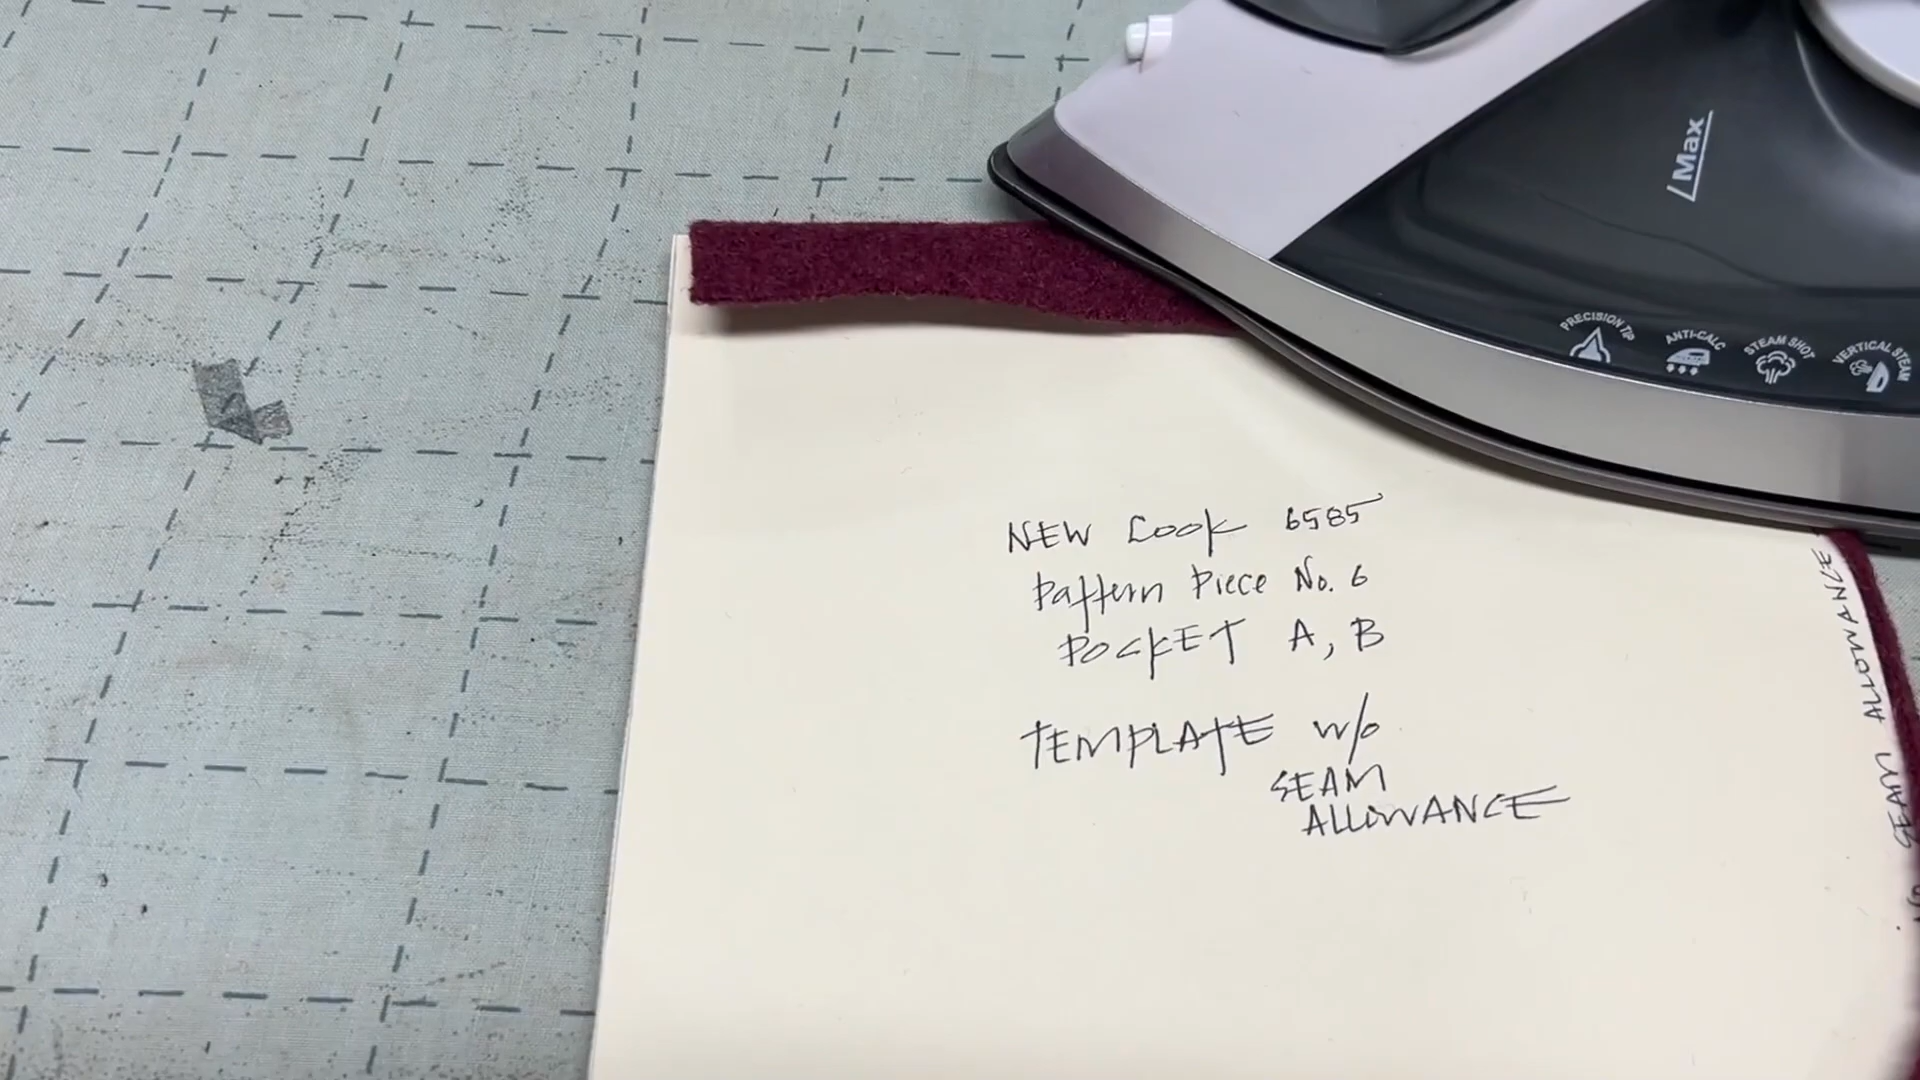 Max
PRECISION TIP
ANTI-CALC
STEAM SHOT
VERTICAL STEAM
NEW Look 6585
Pattern Piece No. 6
POCKET A, B
TEMPLATE w/o
SEAM
ALLOWANCE
SEAM ALLOWANCE